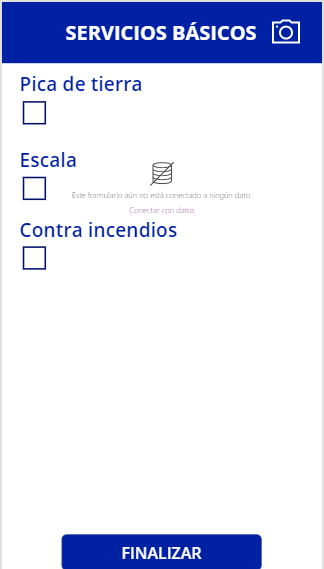 SERVICIOS BÁSICOS
Pica de tierra
Escala
Este formulario aún no está conectado a ningún dato.
Conectar con datos
Contra incendios
FINALIZAR